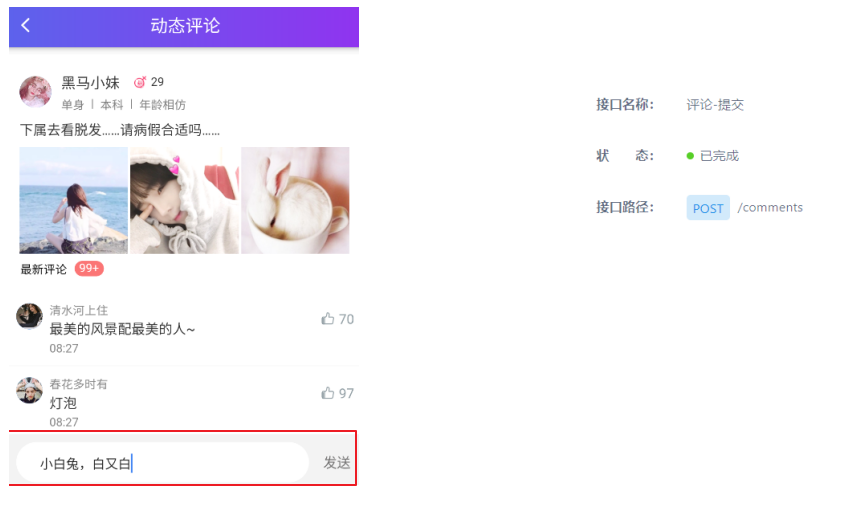 动态评论
黑马小妹 29
单身 | 本科 | 年龄相仿
下属去看脱发……请病假合适吗……
最新评论 99+
清水河上住
最美的风景配最美的人~
70
08:27
春花多时有
灯泡
97
08:27
小白兔，白又白
发送
接口名称： 评论-提交
状 态： 已完成
接口路径： POST /comments